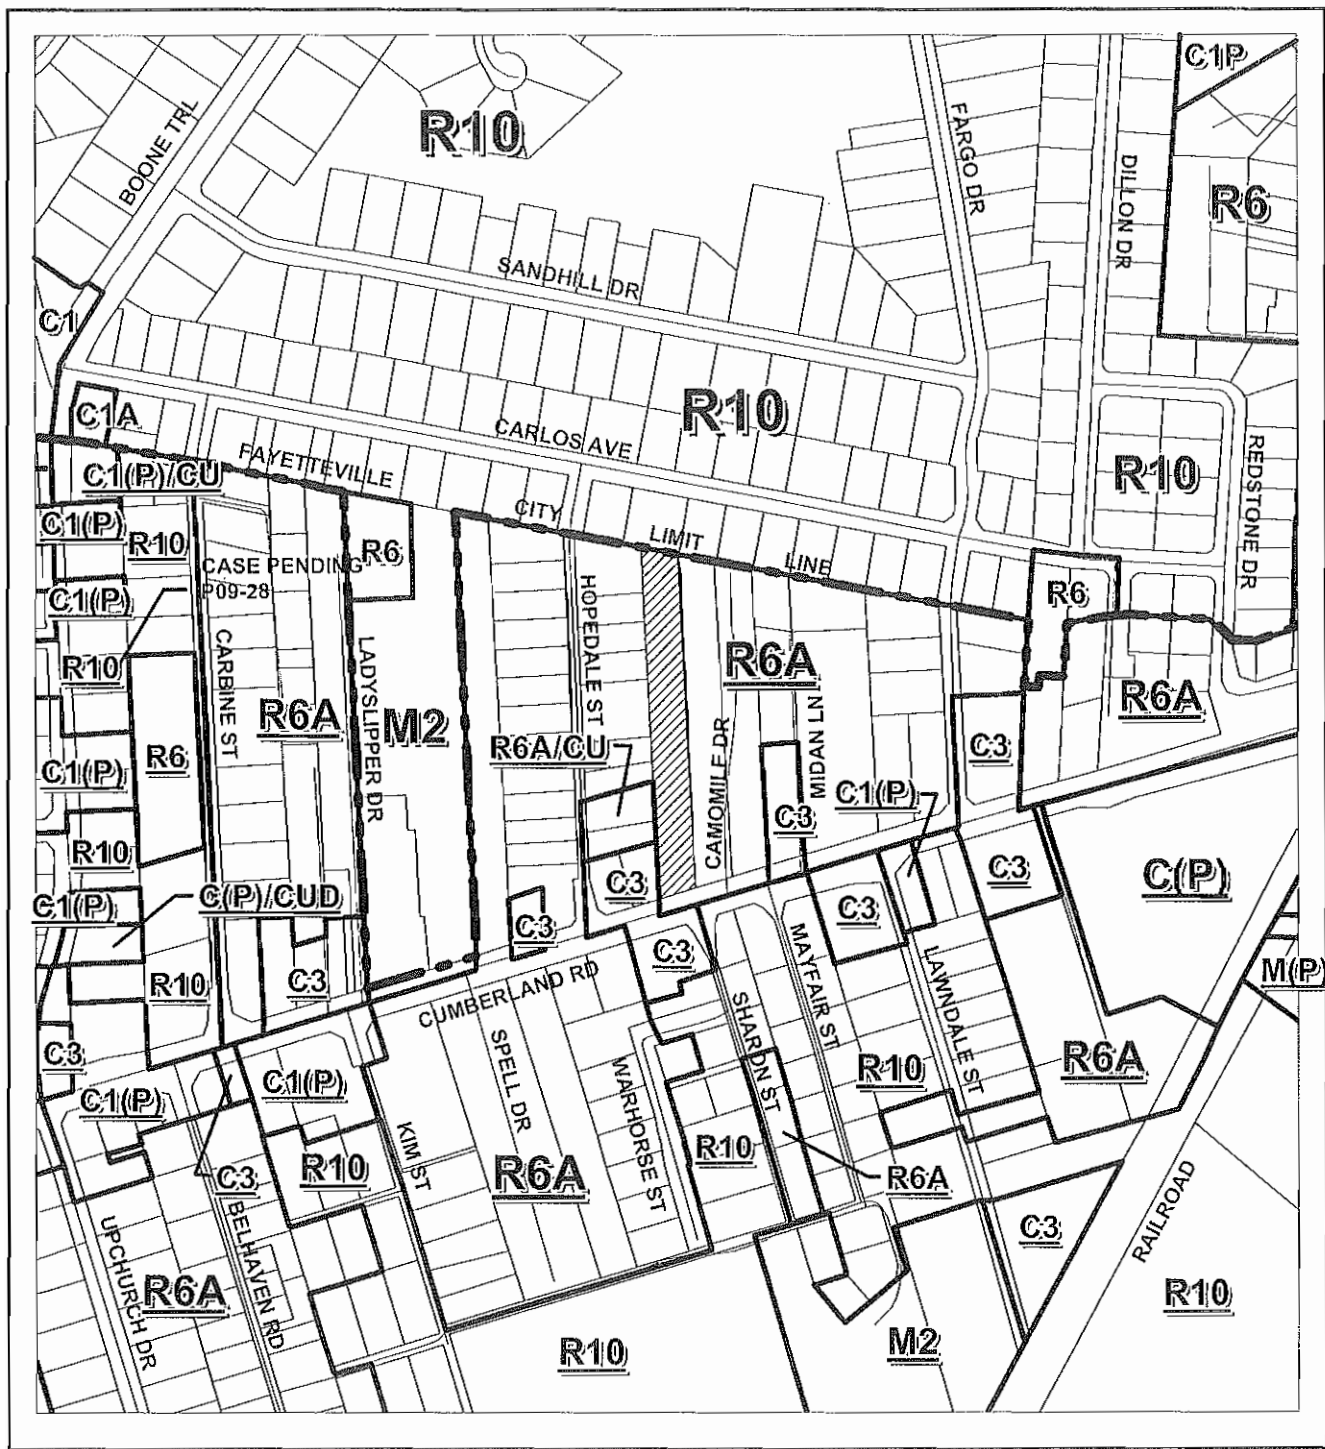 C1P
R10
BOONE TRL
FARGO DR
DILLON DR
R6
SANDHILL DR
C1
R10
C1A
CARLOS AVE
R10
REDSTONE DR
FAYETTEVILLE
C1(P)/CU
CITY
LIMIT
LINE
C1(P)
R10
R6
CASE PENDING
P09-28
HOPEDALE ST
R6
C1(P)
R10
CARBINE ST
LADYSLIPPER DR
R6A
MIDIAN LN
R6A
R6A
M2
R6
R6A/CU
CAMOMILE DR
C3
C1(P)
C1(P)
C3
R10
C3
C3
C3
C(P)
C1(P)
C(P)/CUD
C3
C3
MAYFAIR ST
LAWNDALE ST
M(P)
R10
C3
CUMBERLAND RD
SHARON ST
C3
SPELL DR
WARHORSE ST
R10
R6A
C1(P)
C1(P)
KIM ST
R10
R6A
R6A
C3
R10
BELHAVEN RD
UPCHURCH DR
C3
RAILROAD
R6A
R10
R10
M2